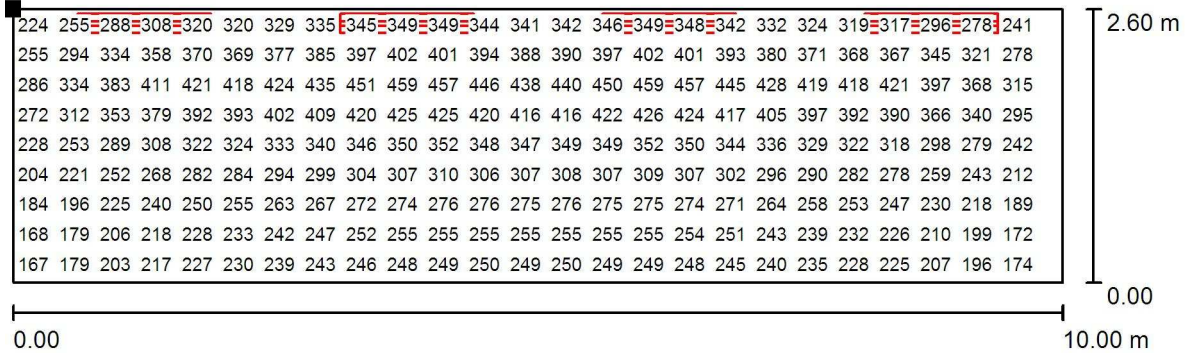 224 255 288 308 320 320 329 335 345 349 349 344 341 342 346 349 348 342 332 324 319 317 296 278 241
2.60 m
255 294 334 358 370 369 377 385 397 402 401 394 388 390 397 402 401 393 380 371 368 367 345 321 278
286 334 383 411 421 418 424 435 451 459 457 446 438 440 450 459 457 445 428 419 418 421 397 368 315
272 312 353 379 392 393 402 409 420 425 425 420 416 416 422 426 424 417 405 397 392 390 366 340 295
228 253 289 308 322 324 333 340 346 350 352 348 347 349 349 352 350 344 336 329 322 318 298 279 242
204 221 252 268 282 284 294 299 304 307 310 306 307 308 307 309 307 302 296 290 282 278 259 243 212
184 196 225 240 250 255 263 267 272 274 276 276 275 276 275 275 274 271 264 258 253 247 230 218 189
168 179 206 218 228 233 242 247 252 255 255 255 255 255 255 255 254 251 243 239 232 226 210 199 172
167 179 203 217 227 230 239 243 246 248 249 250 249 250 249 249 248 245 240 235 228 225 207 196 174
0.00
0.00 10.00 m